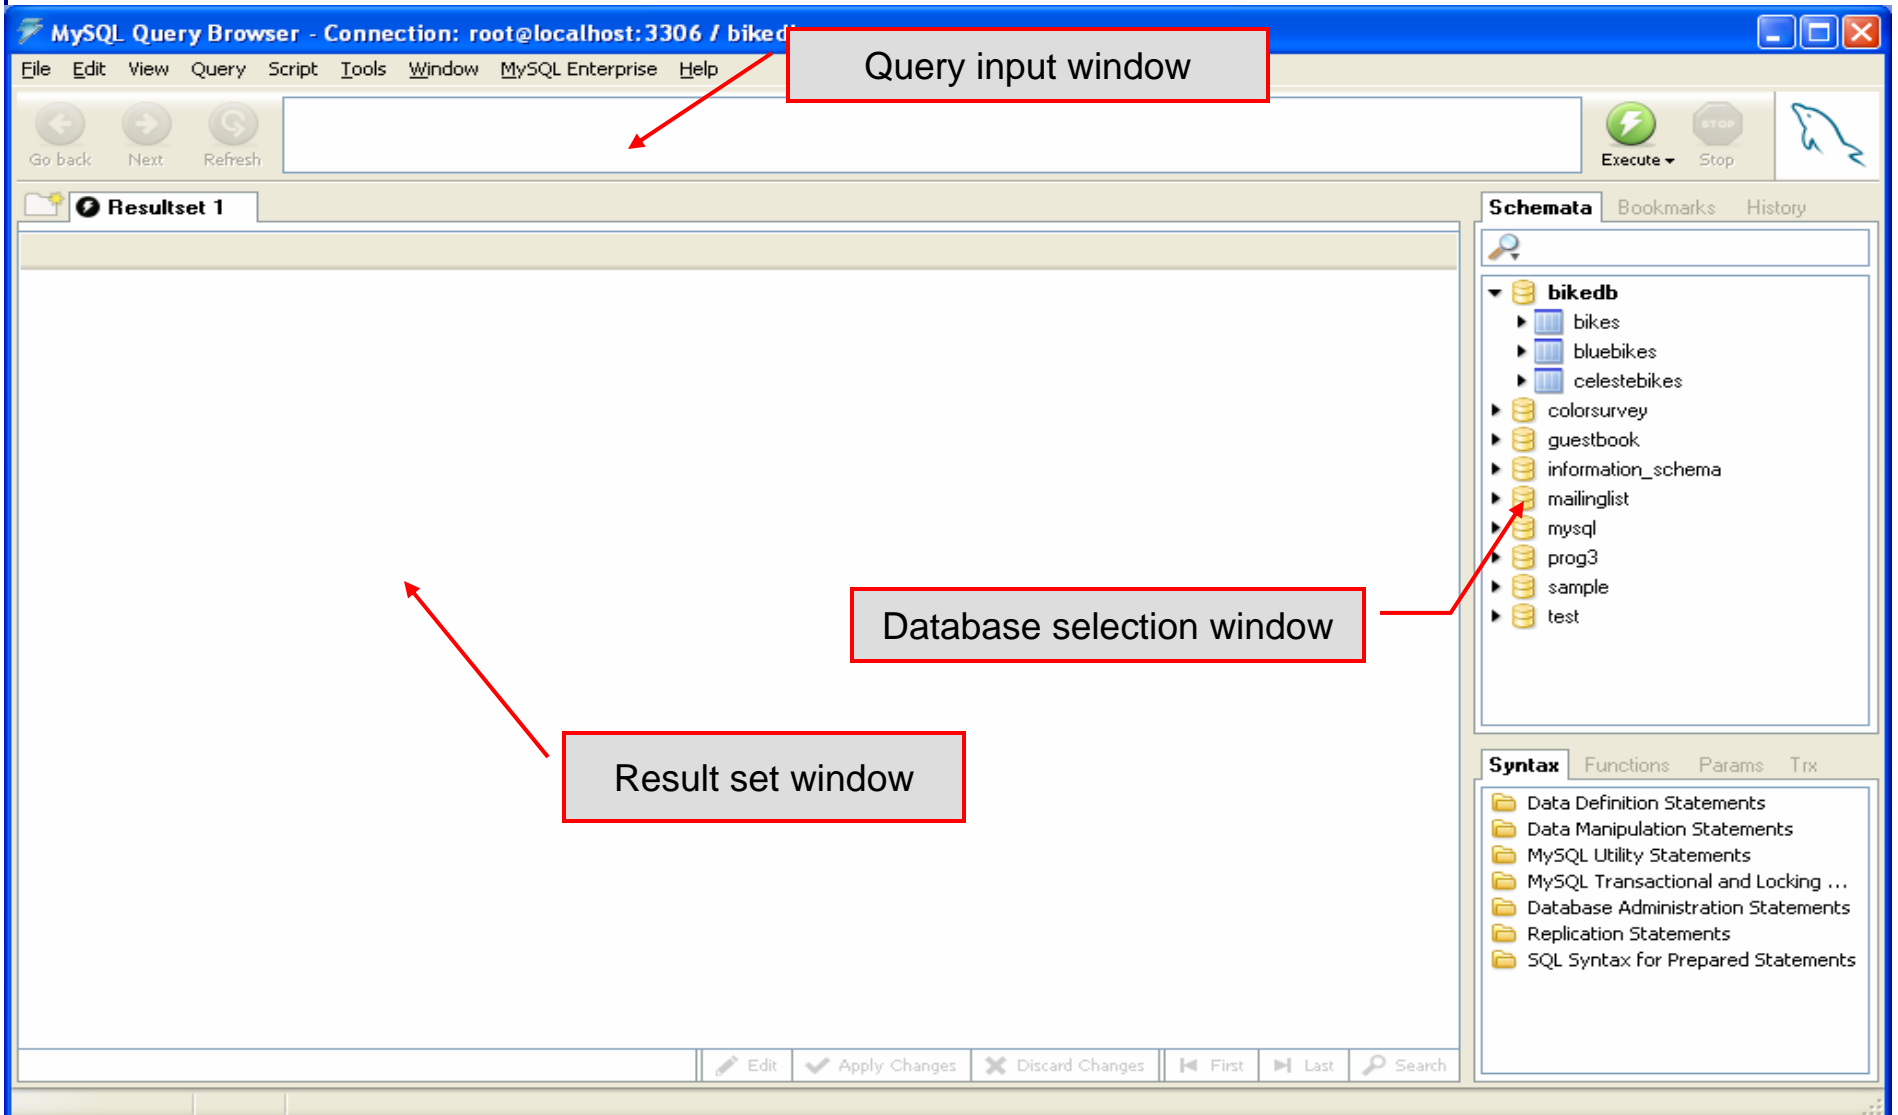 MySQL Query Browser - Connection: root@localhost:3306 / biked
Query input window
File Edit View Query Script Tools Window MySQL Enterprise Help
Go back Next Refresh
Execute Stop
STOP
Resultset 1
Schemata Bookmarks History
bikedb
bikes
bluebikes
celestebikes
colorsurvey
guestbook
information_schema
mailinglist
mysql
prog3
sample
test
Database selection window
Result set window
Syntax Functions Params Trx
Data Definition Statements
Data Manipulation Statements
MySQL Utility Statements
MySQL Transactional and Locking ...
Database Administration Statements
Replication Statements
SQL Syntax for Prepared Statements
Edit Apply Changes Discard Changes First Last Search